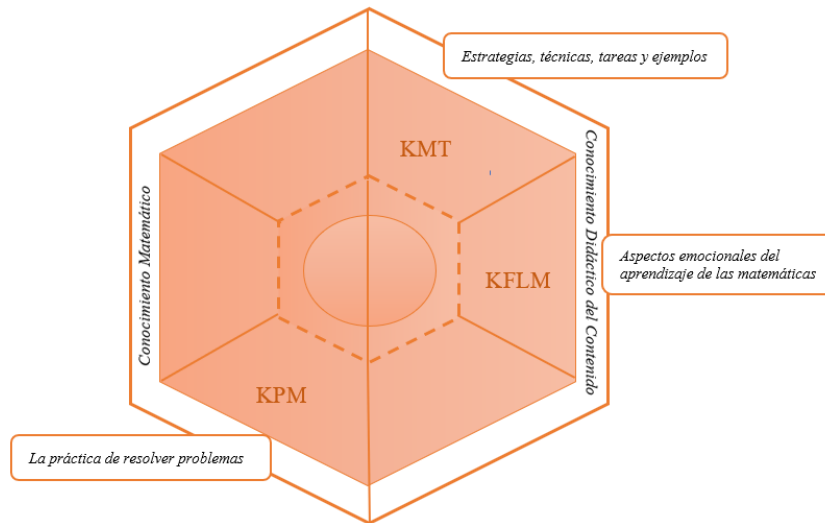 Estrategias, técnicas, tareas y ejemplos
KMT
Conocimiento Matemático
Conocimiento Didáctico del Contenido
Aspectos emocionales del
aprendizaje de las matemáticas
KFLM
KPM
La práctica de resolver problemas